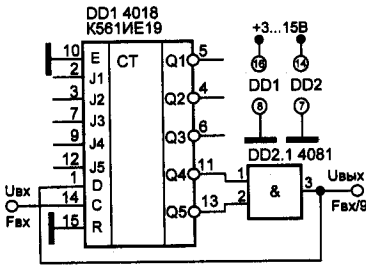 DD1 4018
К561ИЕ19
+3...15В
10 E CT Q1 5
2 J1
3 J2 Q2 4
7 J3 Q3 6
9 J4
12 J5 Q4 11
1 D
14 C Q5 13
15 R
16 14
DD1 DD2
8 7
DD2.1 4081
1 & 3
2
Uвх
Fвх
Uвых
Fвх/9